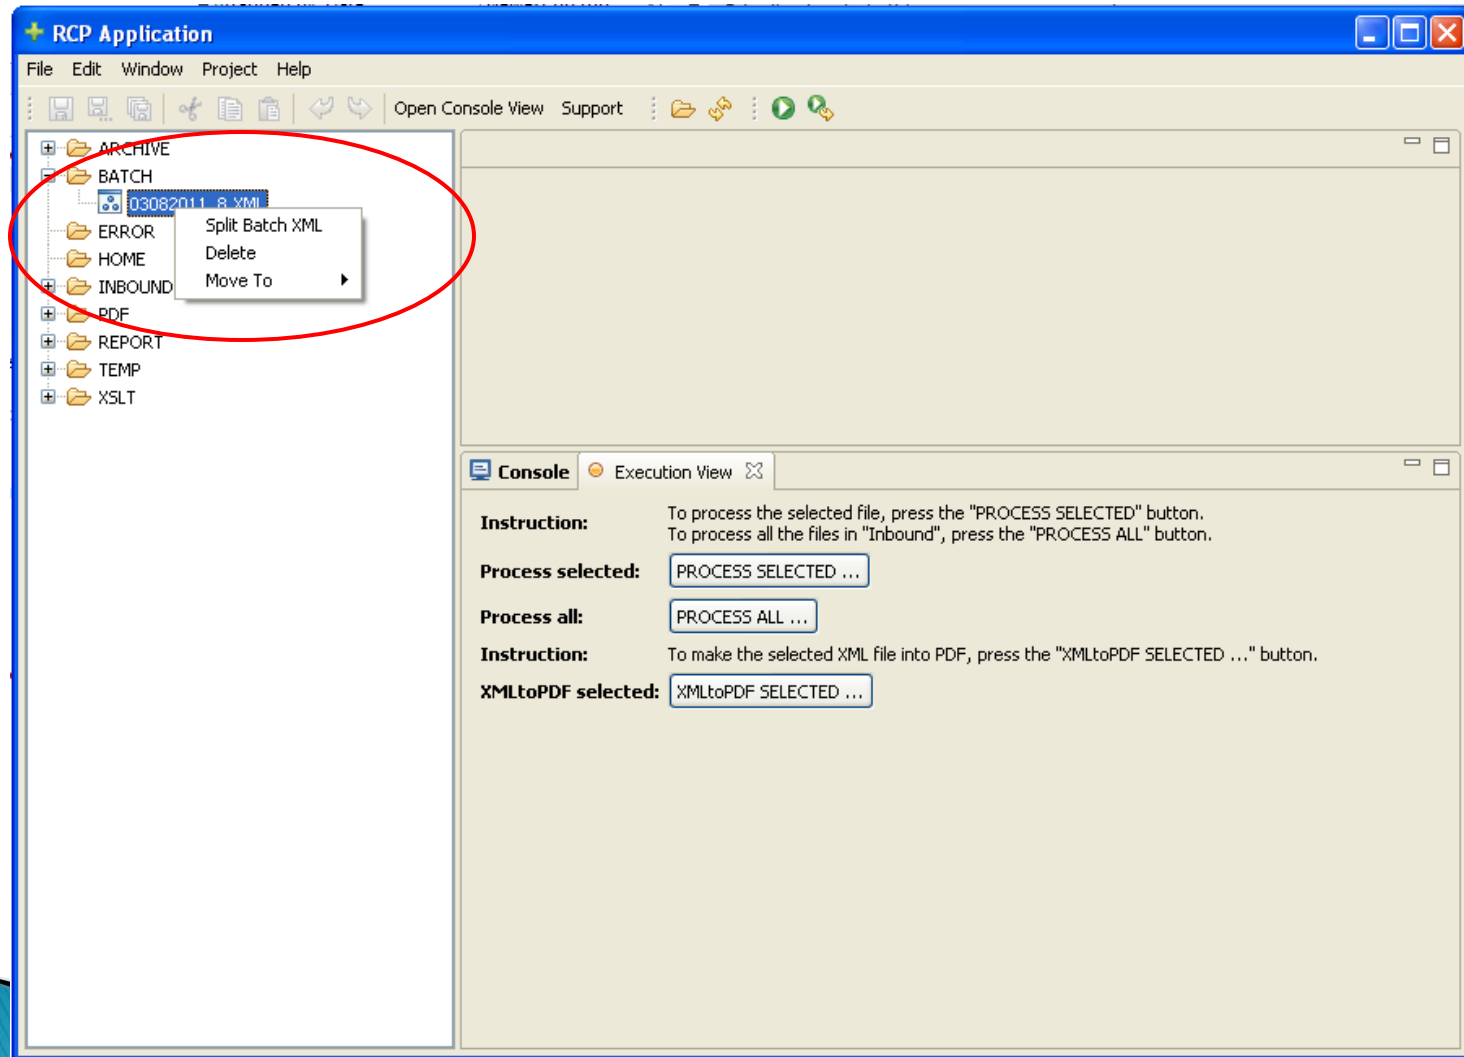 RCP Application
File Edit Window Project Help
Open Console View Support
ARCHIVE
BATCH
03082011_8.XML
Split Batch XML
ERROR
Delete
HOME
Move To
INBOUND
PDF
REPORT
TEMP
XSLT
Console Execution View
Instruction: To process the selected file, press the "PROCESS SELECTED" button.
To process all the files in "Inbound", press the "PROCESS ALL" button.
Process selected: PROCESS SELECTED ...
Process all: PROCESS ALL ...
Instruction: To make the selected XML file into PDF, press the "XMLtoPDF SELECTED ..." button.
XMLtoPDF selected: XMLtoPDF SELECTED ...